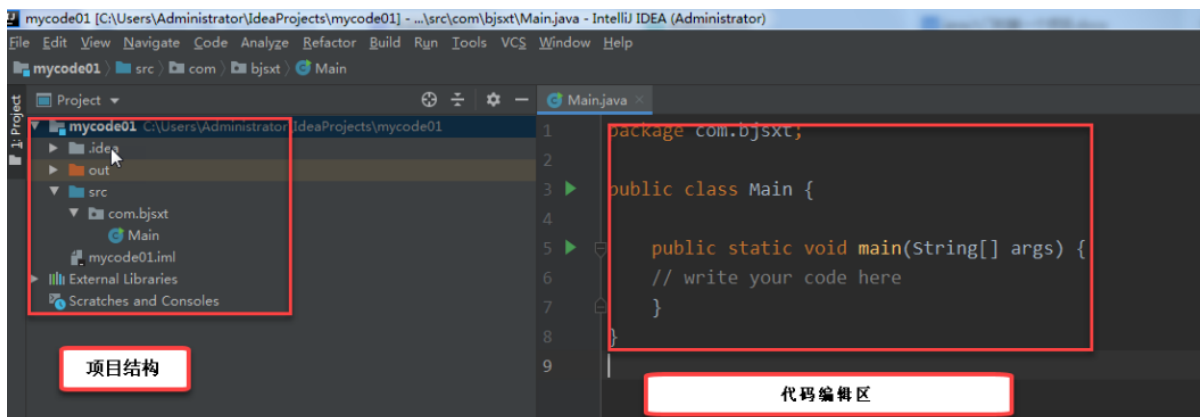 mycode01 [C:\Users\Administrator\IdeaProjects\mycode01] - ...\src\com\bjsxt\Main.java - IntelliJ IDEA (Administrator)
File Edit View Navigate Code Analyze Refactor Build Run Tools VCS Window Help
mycode01 src com bjsxt Main
1: Project
Project
mycode01 C:\Users\Administrator\IdeaProjects\mycode01
.idea
out
src
com.bjsxt
Main
mycode01.iml
External Libraries
Scratches and Consoles
项目结构
Main.java
1 package com.bjsxt;
2
3 public class Main {
4
5 public static void main(String[] args) {
6 // write your code here
7 }
8 }
9
代码编辑区